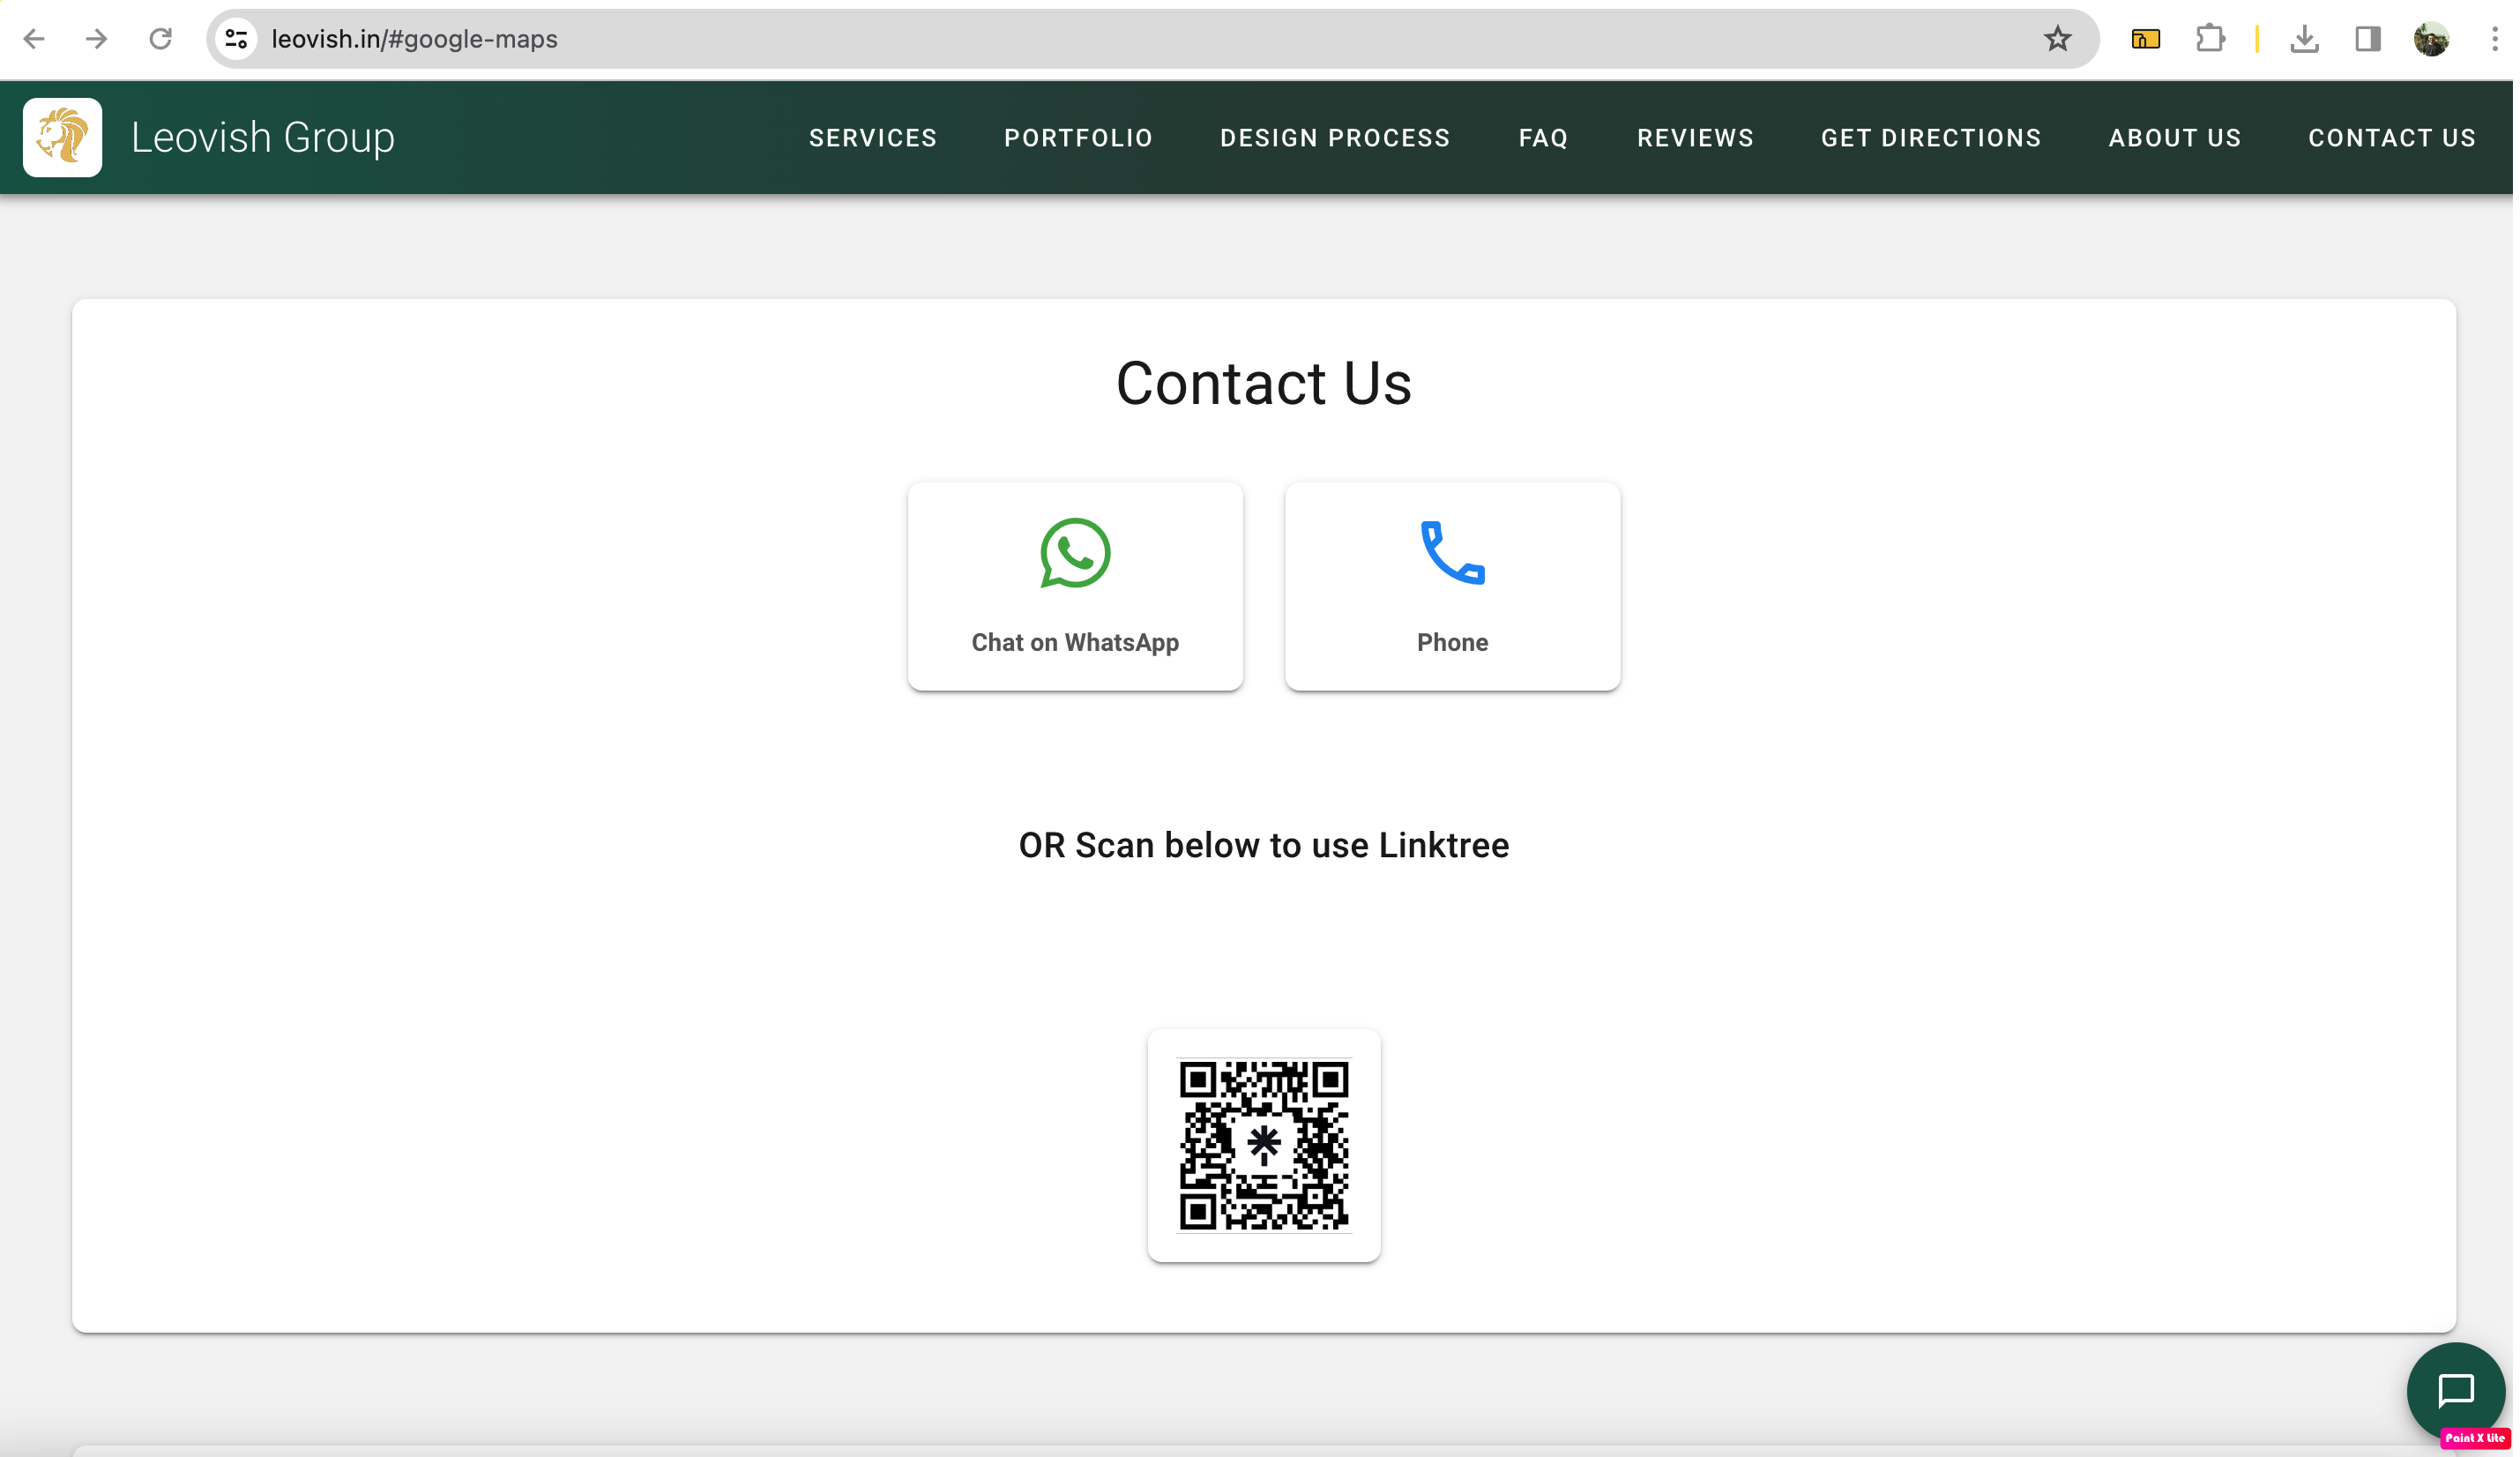 leovish.in/#google-maps
Leovish Group
SERVICES
PORTFOLIO
DESIGN PROCESS
FAQ
REVIEWS
GET DIRECTIONS
ABOUT US
CONTACT US
Contact Us
Chat on WhatsApp
Phone
OR Scan below to use Linktree
Paint X Lite